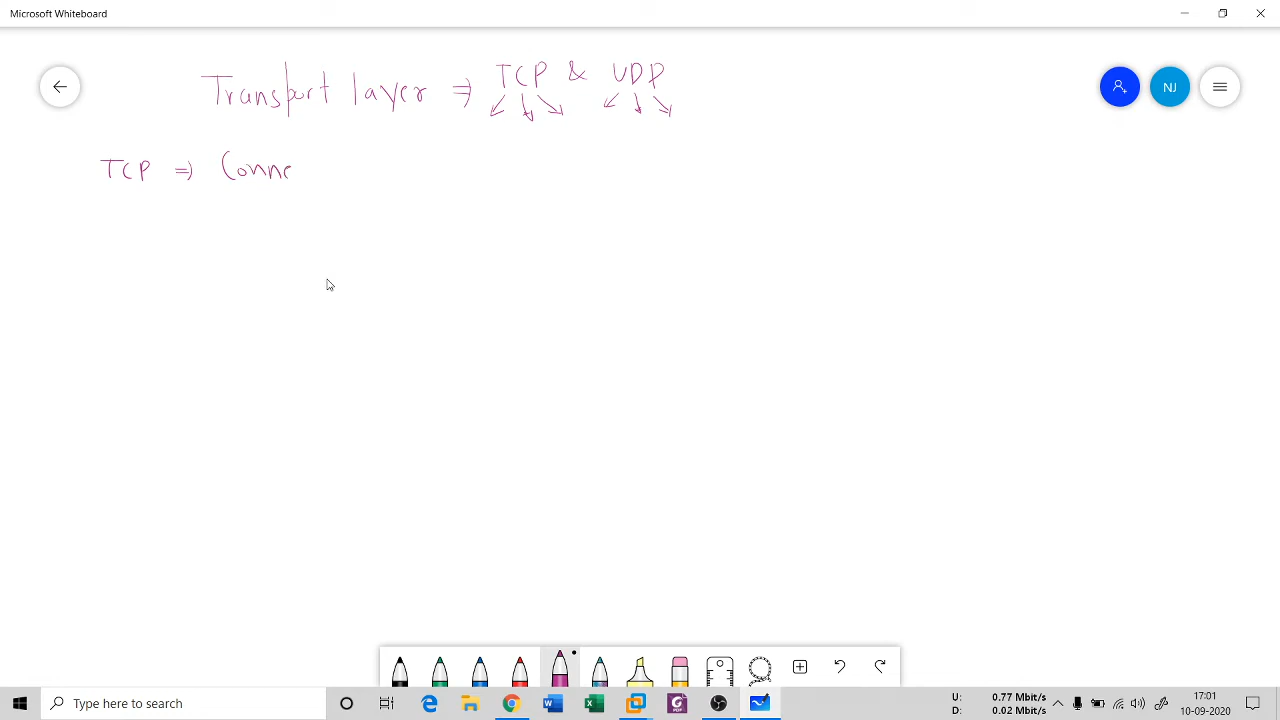 Microsoft Whiteboard
Transport layer ⇒ TCP & UDP
NJ
TCP ⇒ Conne
Type here to search
U: 0.77 Mbit/s
D: 0.02 Mbit/s
17:01
10-09-2020